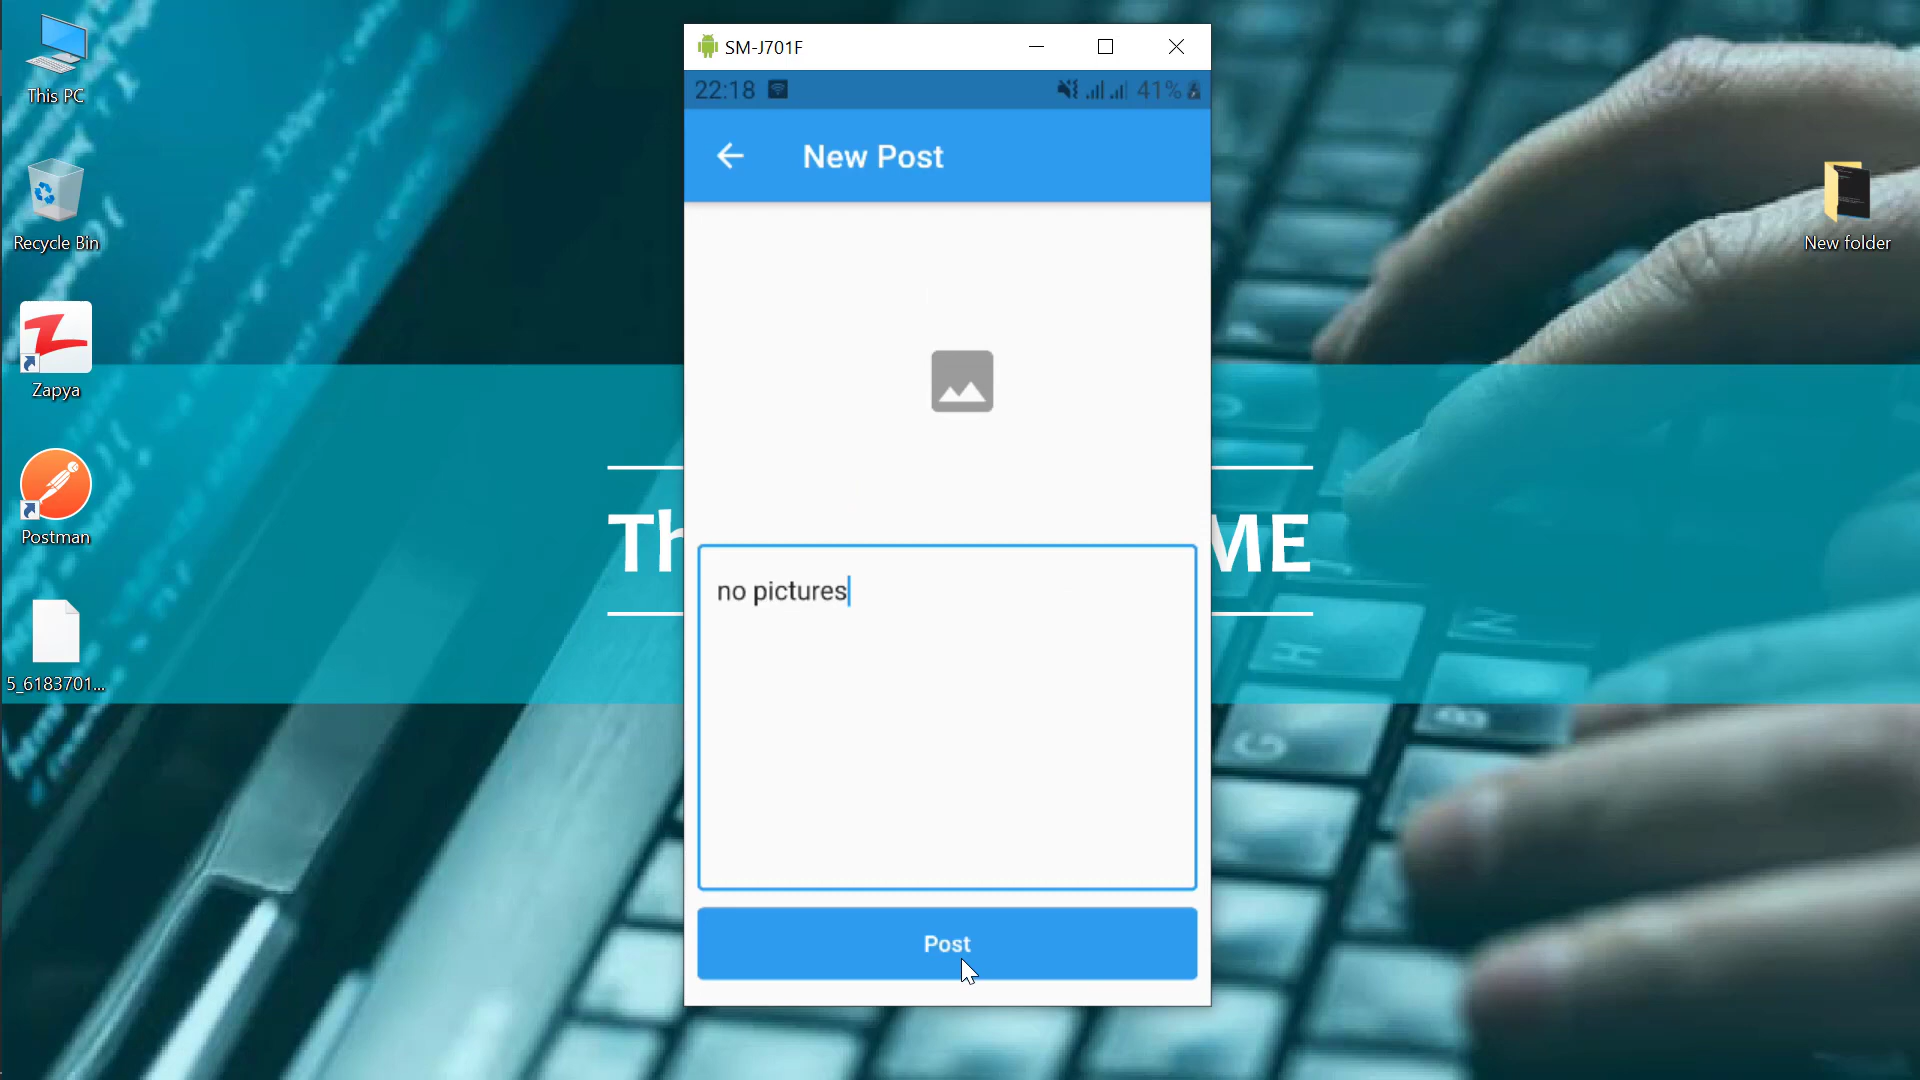 This PC
Recycle Bin
Zapya
Postman
5_6183701...
New folder
SM-J701F
22:18
41%
New Post
no pictures
Post
Th
ME